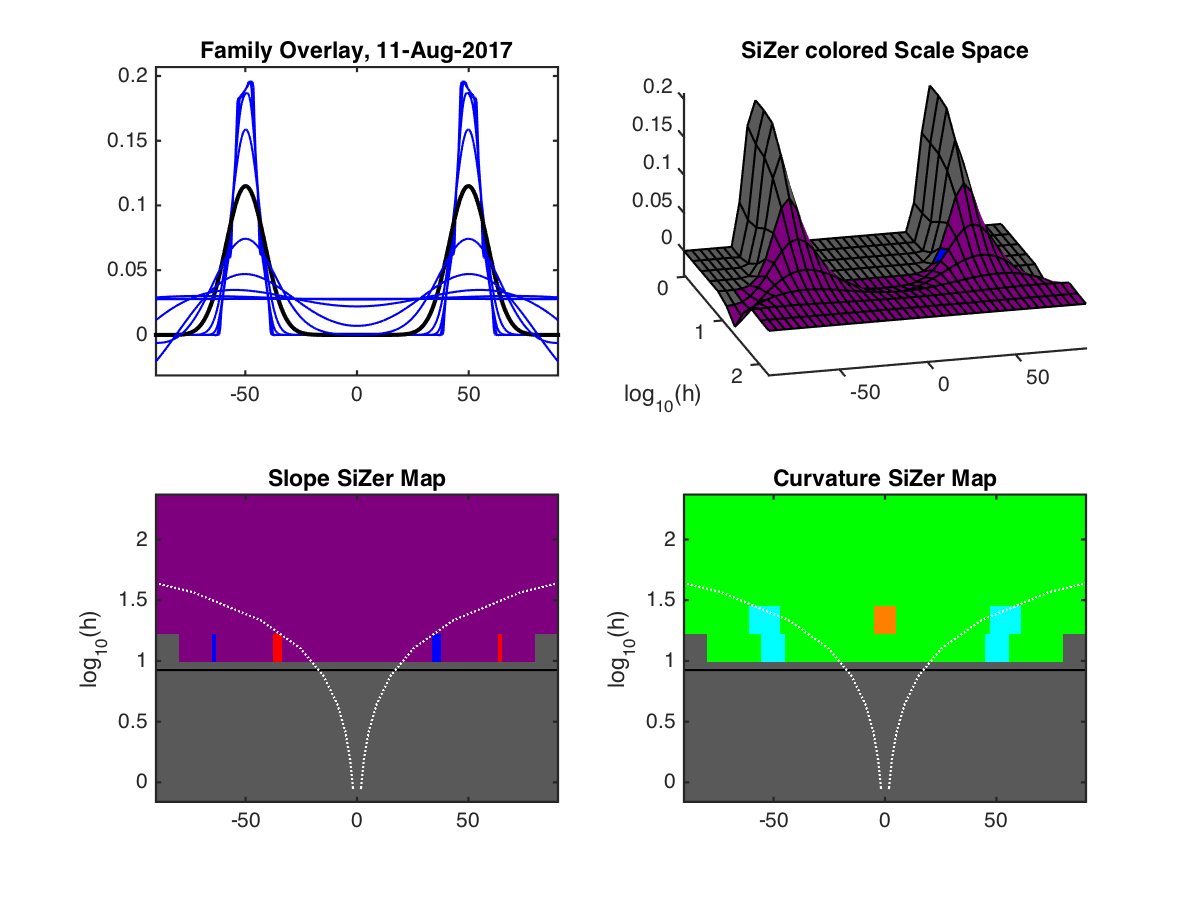 Family Overlay, 11-Aug-2017
0.2
0.15
0.1
0.05
0
-50 0 50
SiZer colored Scale Space
0.2
0.15
0.1
0.05
0
0
1
2
log10(h)
-50
0
50
Slope SiZer Map
log10(h)
2
1.5
1
0.5
0
-50 0 50
Curvature SiZer Map
log10(h)
2
1.5
1
0.5
0
-50 0 50